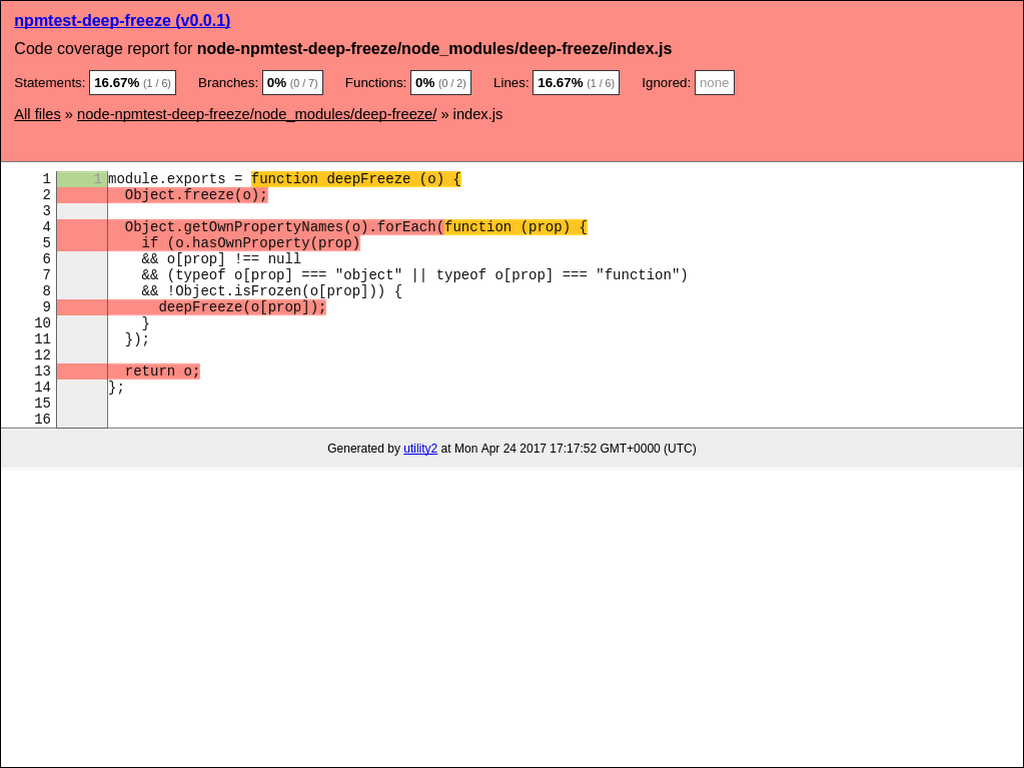 npmtest-deep-freeze (v0.0.1)
Code coverage report for node-npmtest-deep-freeze/node_modules/deep-freeze/index.js
Statements: 16.67% (1 / 6) Branches: 0% (0 / 7) Functions: 0% (0 / 2) Lines: 16.67% (1 / 6) Ignored: none
All files » node-npmtest-deep-freeze/node_modules/deep-freeze/ » index.js
1 1 module.exports = function deepFreeze (o) {
2   Object.freeze(o);
3
4   Object.getOwnPropertyNames(o).forEach(function (prop) {
5     if (o.hasOwnProperty(prop)
6     && o[prop] !== null
7     && (typeof o[prop] === "object" || typeof o[prop] === "function")
8     && !Object.isFrozen(o[prop])) {
9       deepFreeze(o[prop]);
10     }
11   });
12
13   return o;
14 };
15
16
Generated by utility2 at Mon Apr 24 2017 17:17:52 GMT+0000 (UTC)